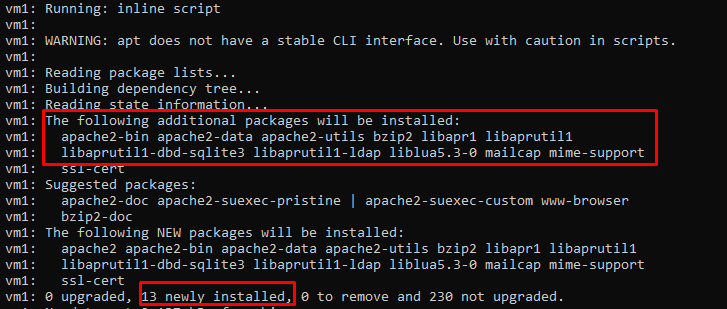 vm1: Running: inline script
vm1:
vm1: WARNING: apt does not have a stable CLI interface. Use with caution in scripts.
vm1:
vm1: Reading package lists...
vm1: Building dependency tree...
vm1: Reading state information...
vm1: The following additional packages will be installed:
vm1:   apache2-bin apache2-data apache2-utils bzip2 libapr1 libaprutil1
vm1:   libaprutil1-dbd-sqlite3 libaprutil1-ldap liblua5.3-0 mailcap mime-support
vm1:   ssl-cert
vm1: Suggested packages:
vm1:   apache2-doc apache2-suexec-pristine | apache2-suexec-custom www-browser
vm1:   bzip2-doc
vm1: The following NEW packages will be installed:
vm1:   apache2 apache2-bin apache2-data apache2-utils bzip2 libapr1 libaprutil1
vm1:   libaprutil1-dbd-sqlite3 libaprutil1-ldap liblua5.3-0 mailcap mime-support
vm1:   ssl-cert
vm1: 0 upgraded, 13 newly installed, 0 to remove and 230 not upgraded.